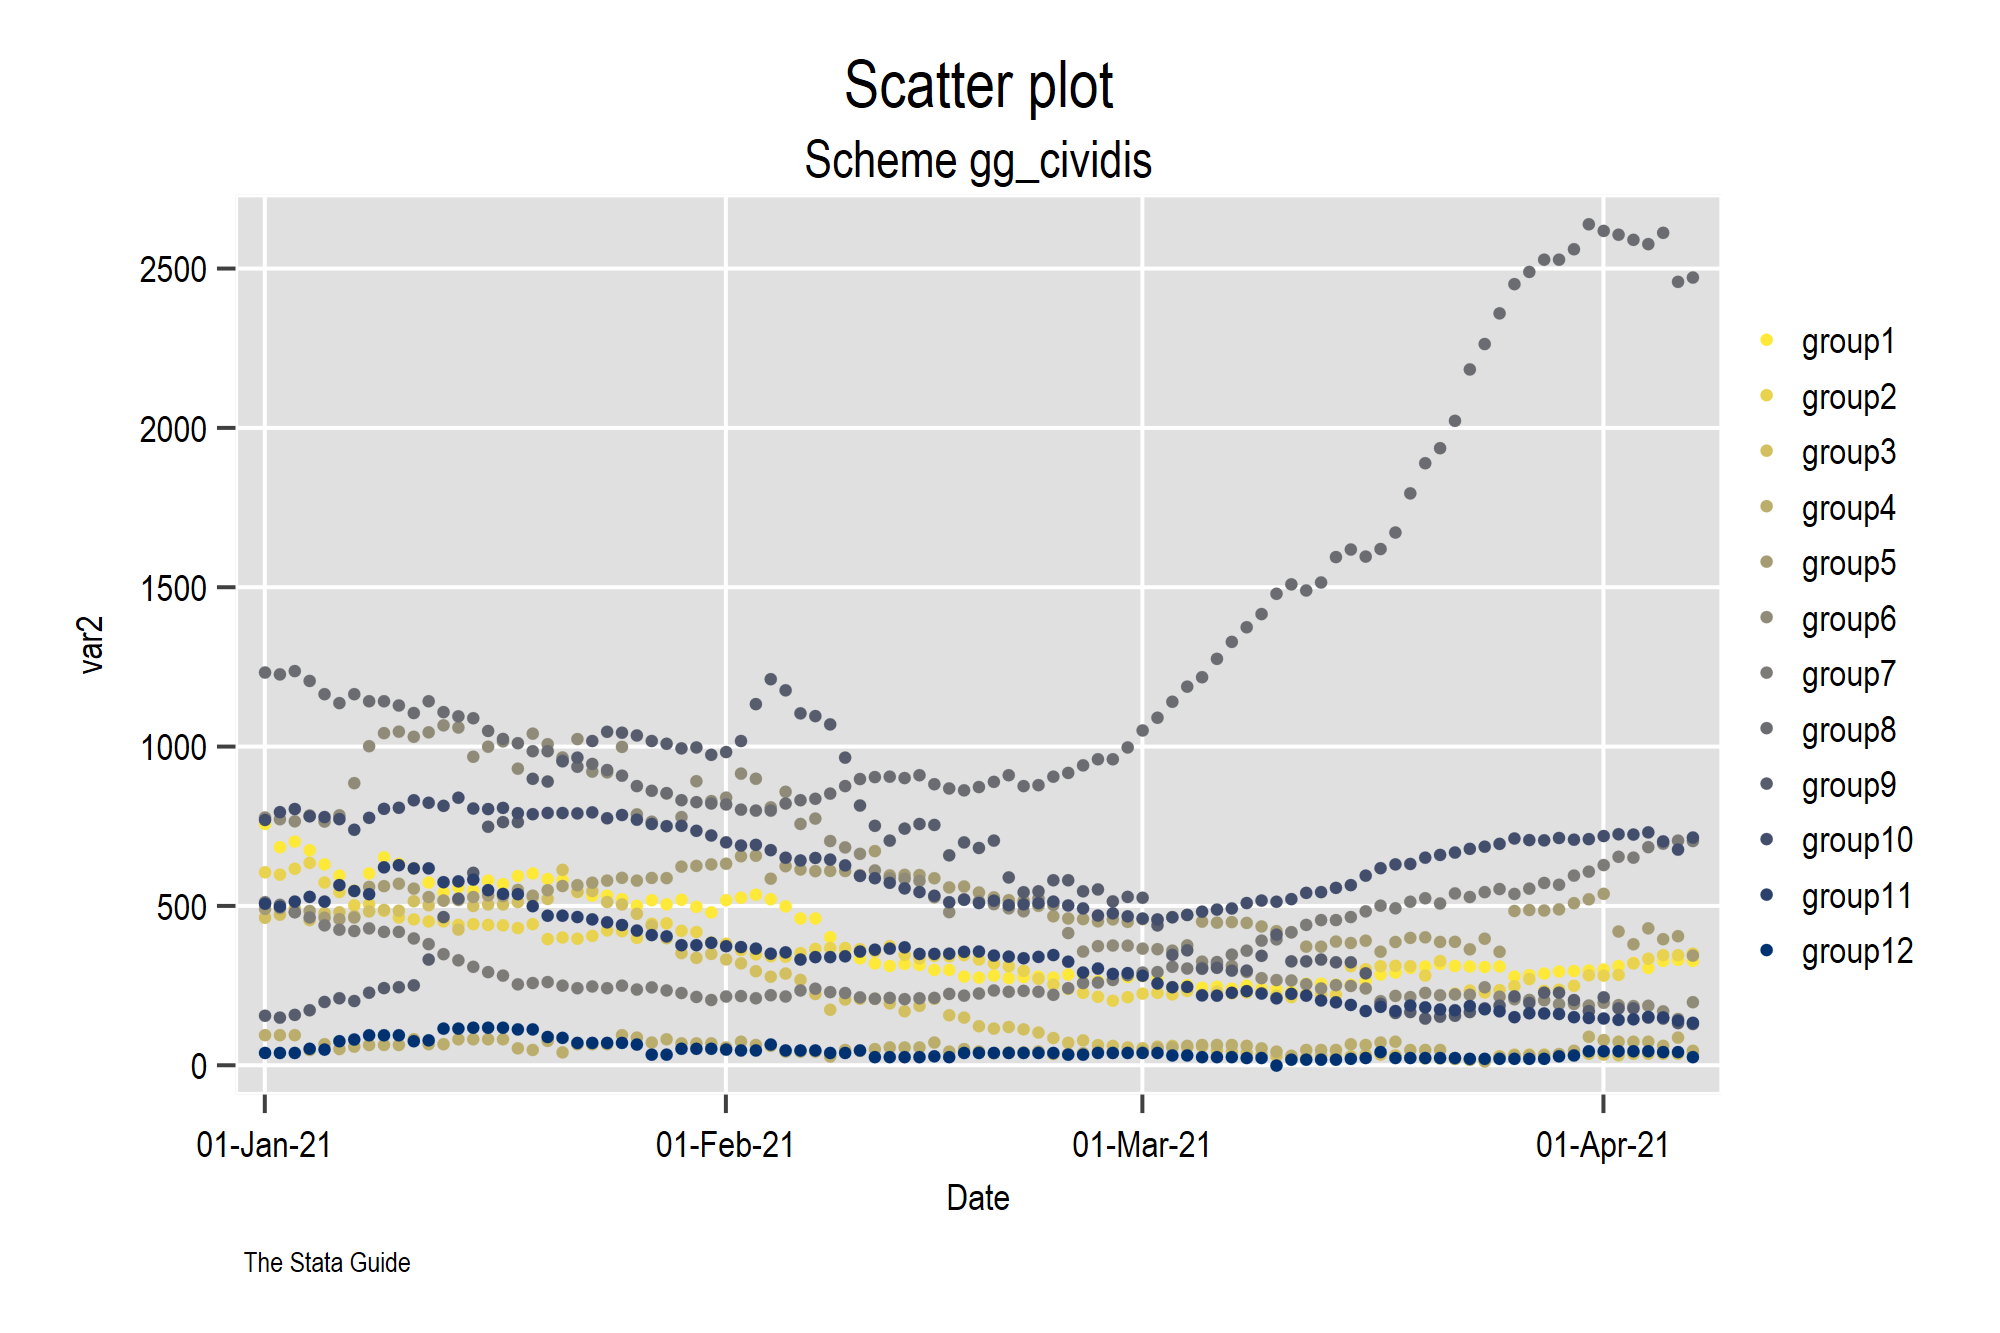 Scatter plot
Scheme gg_cividis
2500
2000
1500
1000
500
0
var2
01-Jan-21
01-Feb-21
01-Mar-21
01-Apr-21
Date
group1
group2
group3
group4
group5
group6
group7
group8
group9
group10
group11
group12
The Stata Guide